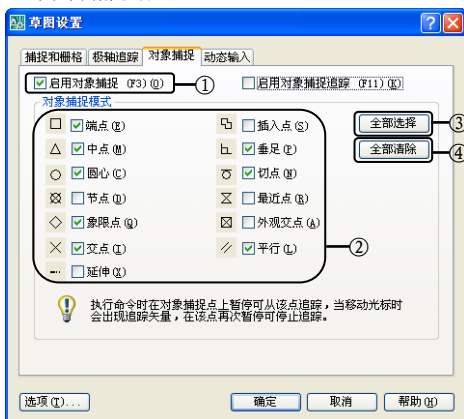 草图设置
捕捉和栅格 极轴追踪 对象捕捉 动态输入
启用对象捕捉 (F3)(O) ① 启用对象捕捉追踪 (F11)(K)
对象捕捉模式
端点(E) 插入点(S) 全部选择 ③
中点(M) 垂足(P) 全部清除 ④
圆心(C) 切点(N)
节点(D) 最近点(R)
象限点(Q) 外观交点(A)
交点(I) 平行(L) ②
延伸(X)
执行命令时在对象捕捉点上暂停可从该点追踪，当移动光标时
会出现追踪矢量，在该点再次暂停可停止追踪。
选项(T)... 确定 取消 帮助(H)